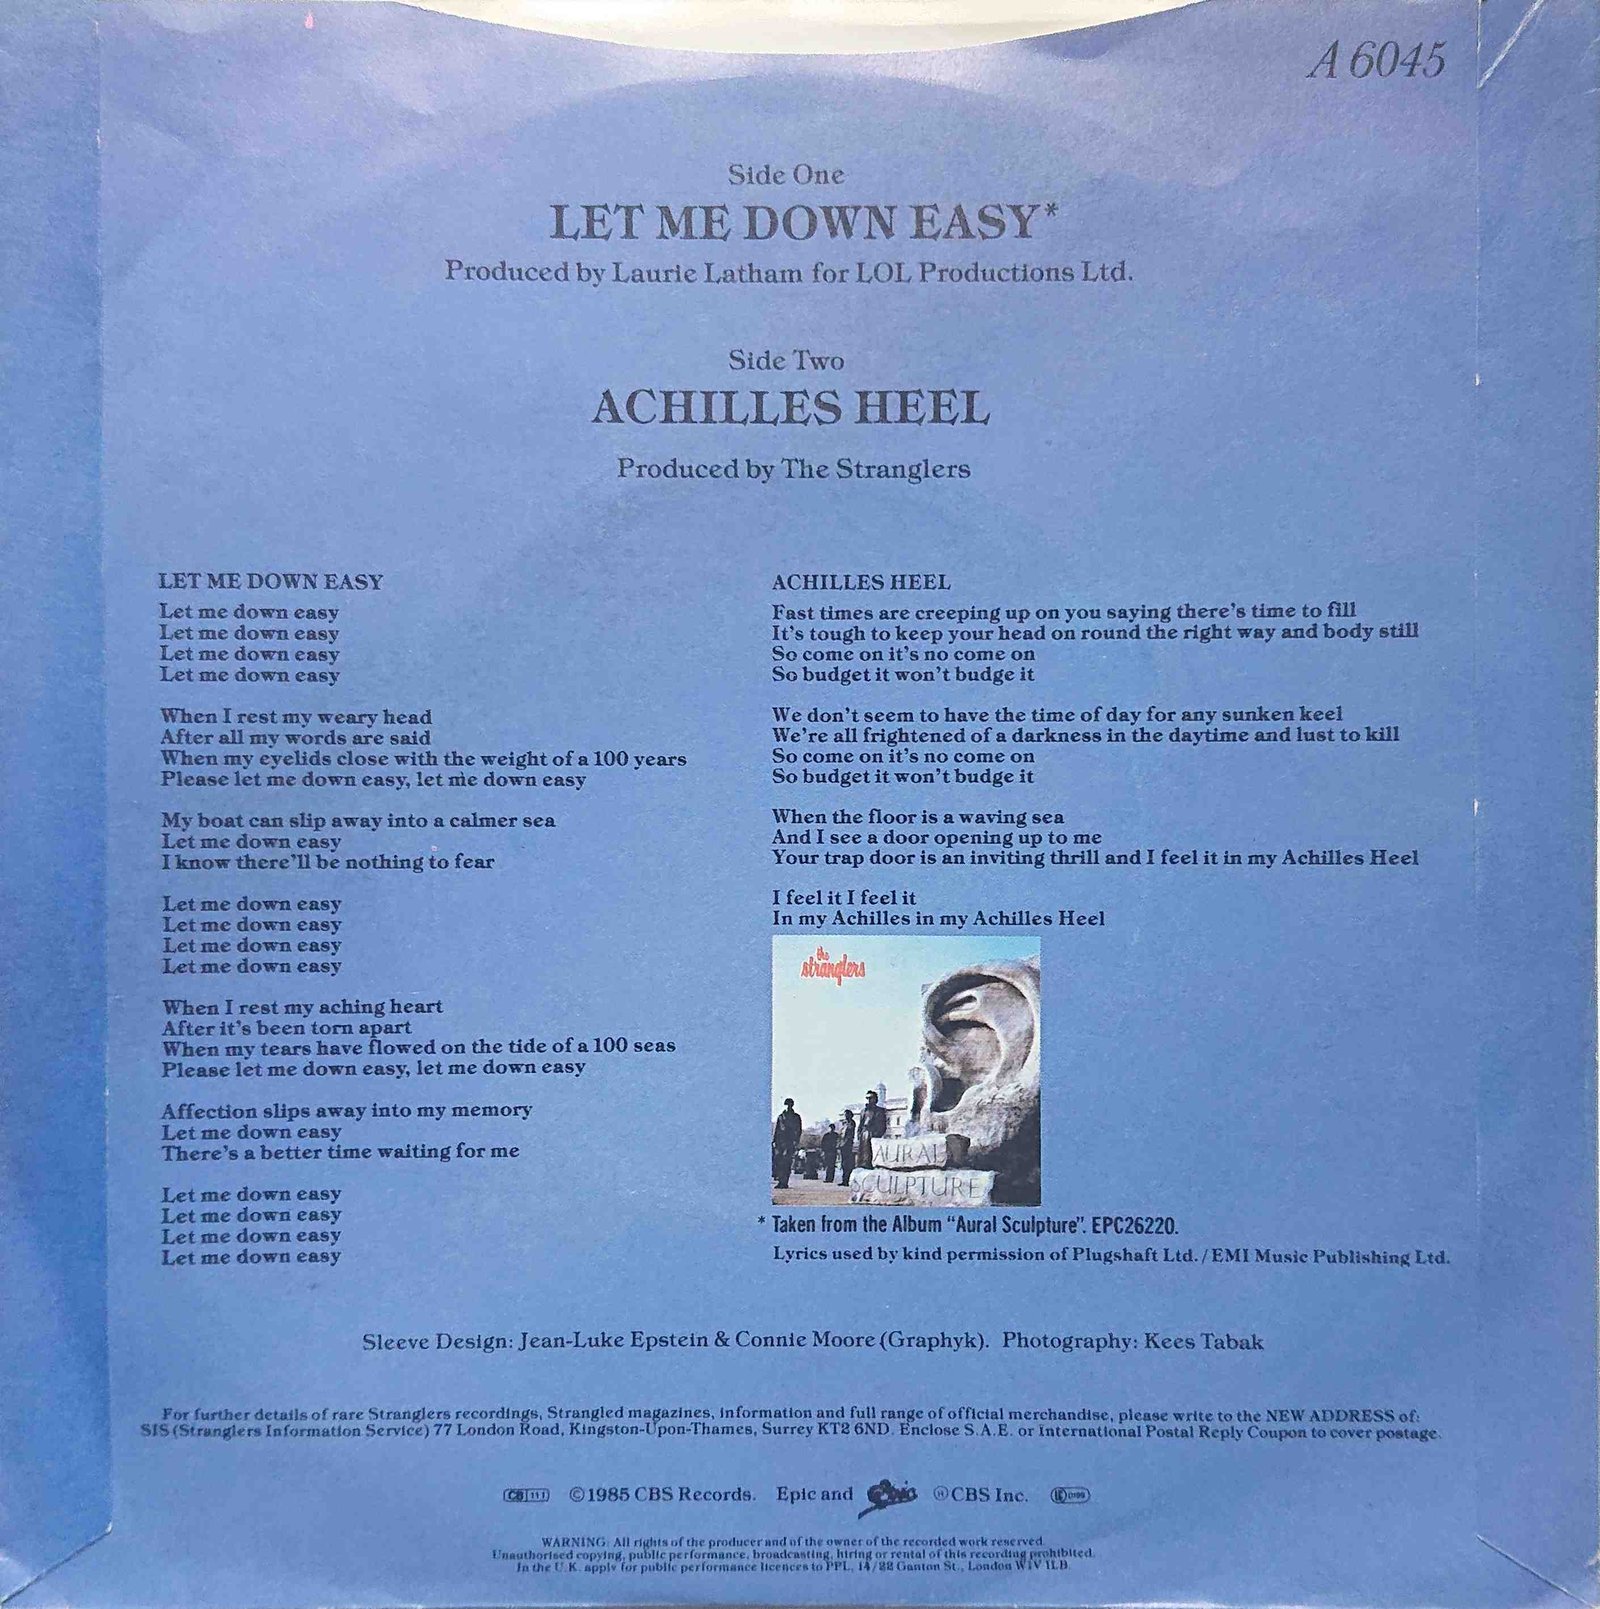 A 6045
Side One
LET ME DOWN EASY*
Produced by Laurie Latham for LOL Productions Ltd.
Side Two
ACHILLES HEEL
Produced by The Stranglers
LET ME DOWN EASY
Let me down easy
Let me down easy
Let me down easy
Let me down easy
When I rest my weary head
After all my words are said
When my eyelids close with the weight of a 100 years
Please let me down easy, let me down easy
My boat can slip away into a calmer sea
Let me down easy
I know there'll be nothing to fear
Let me down easy
Let me down easy
Let me down easy
Let me down easy
When I rest my aching heart
After it's been torn apart
When my tears have flowed on the tide of a 100 seas
Please let me down easy, let me down easy
Affection slips away into my memory
Let me down easy
There's a better time waiting for me
Let me down easy
Let me down easy
Let me down easy
Let me down easy
ACHILLES HEEL
Fast times are creeping up on you saying there's time to fill
It's tough to keep your head on round the right way and body still
So come on it's no come on
So budget it won't budge it
We don't seem to have the time of day for any sunken keel
We're all frightened of a darkness in the daytime and lust to kill
So come on it's no come on
So budget it won't budge it
When the floor is a waving sea
And I see a door opening up to me
Your trap door is an inviting thrill and I feel it in my Achilles Heel
I feel it I feel it
In my Achilles in my Achilles Heel
the
stranglers
AURAL
SCULPTURE
* Taken from the Album "Aural Sculpture". EPC26220.
Lyrics used by kind permission of Plugshaft Ltd./EMI Music Publishing Ltd.
Sleeve Design: Jean-Luke Epstein & Connie Moore (Graphyk). Photography: Kees Tabak
For further details of rare Stranglers recordings, Strangled magazines, information and full range of official merchandise, please write to the NEW ADDRESS of:
SIS (Stranglers Information Service) 77 London Road, Kingston-Upon-Thames, Surrey KT2 6ND. Enclose S.A.E. or International Postal Reply Coupon to cover postage.
CB 111 ©1985 CBS Records. Epic and Epic ℗CBS Inc.
WARNING: All rights of the producer and of the owner of the recorded work reserved.
Unauthorised copying, public performance, broadcasting, hiring or rental of this recording prohibited.
In the U.K. apply for public performance licences to PPL, 14/22 Ganton St., London W1V 1LB.